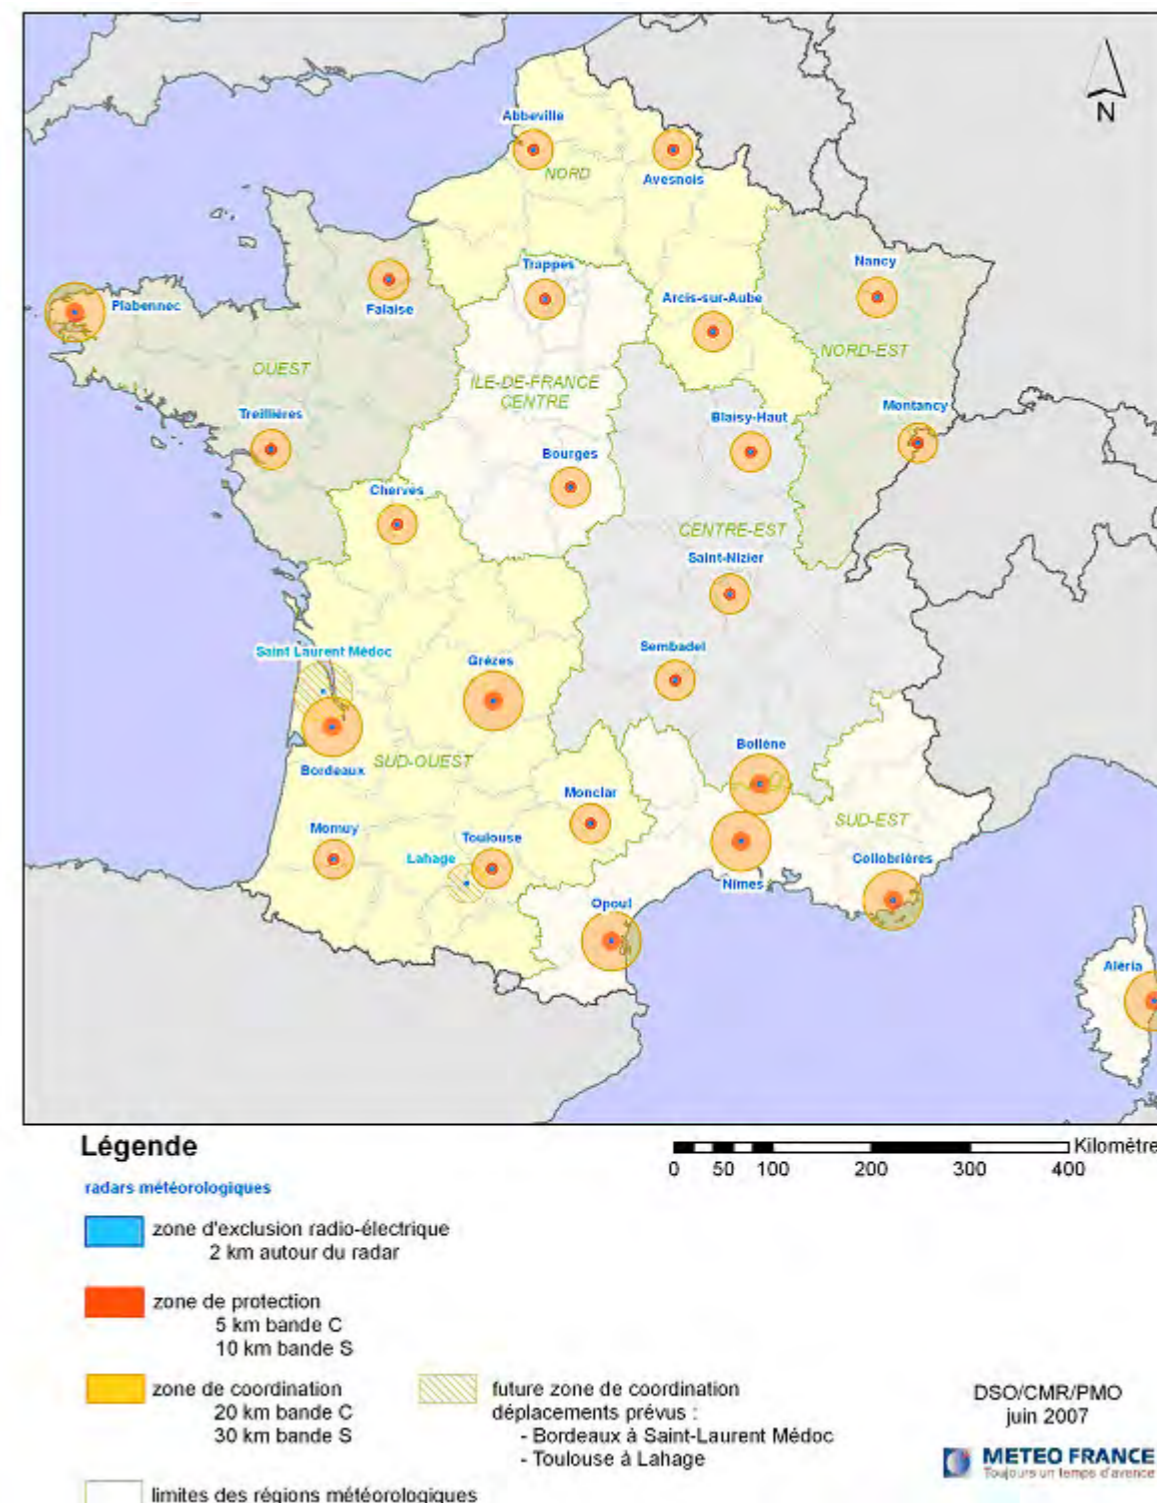 N
Abbeville
NORD
Avesnois
Trappes
Nancy
Plabennec
Falaise
Arcis-sur-Aube
NORD-EST
OUEST
ILE-DE-FRANCE
CENTRE
Treillières
Blaisy-Haut
Montancy
Bourges
Cherves
CENTRE-EST
Saint-Nizier
Saint Laurent Médoc
Grèzes
Sembadel
Bordeaux
SUD-OUEST
Bollène
Monclar
SUD-EST
Momuy
Toulouse
Lahage
Collobrières
Nîmes
Opoul
Aléria
Légende
Kilomètre
0 50 100 200 300 400
radars météorologiques
zone d'exclusion radio-électrique
2 km autour du radar
zone de protection
5 km bande C
10 km bande S
zone de coordination
20 km bande C
30 km bande S
future zone de coordination
déplacements prévus :
- Bordeaux à Saint-Laurent Médoc
- Toulouse à Lahage
DSO/CMR/PMO
juin 2007
METEO FRANCE
Toujours un temps d'avance
limites des régions météorologiques